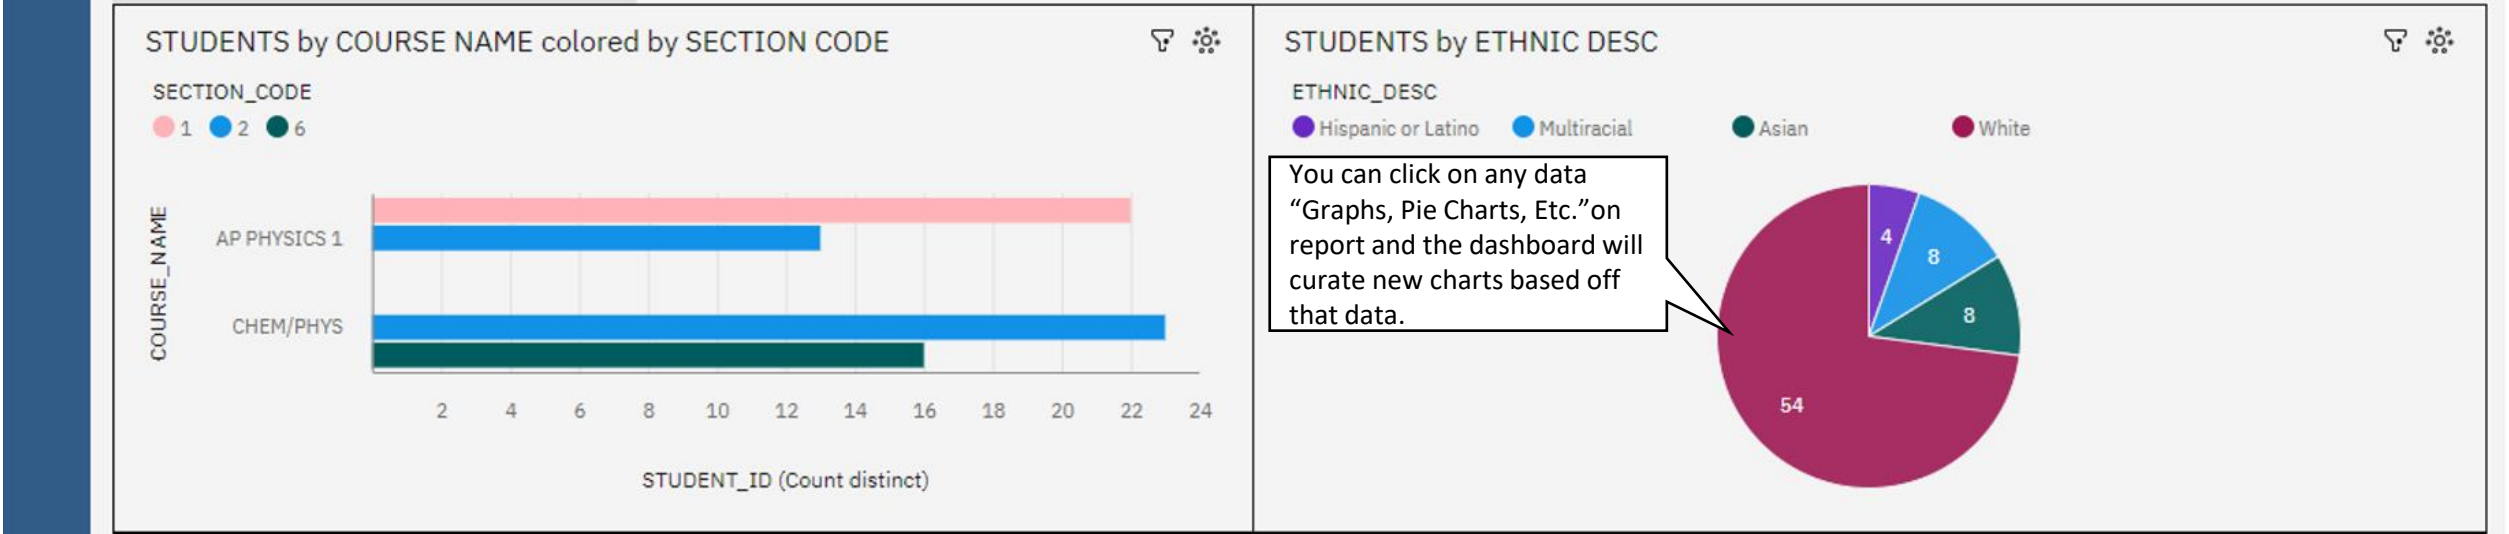 STUDENTS by COURSE NAME colored by SECTION CODE
SECTION_CODE
1 2 6
COURSE_NAME
AP PHYSICS 1
CHEM/PHYS
2 4 6 8 10 12 14 16 18 20 22 24
STUDENT_ID (Count distinct)
STUDENTS by ETHNIC DESC
ETHNIC_DESC
Hispanic or Latino Multiracial Asian White
You can click on any data
“Graphs, Pie Charts, Etc.”on
report and the dashboard will
curate new charts based off
that data.
4
8
8
54